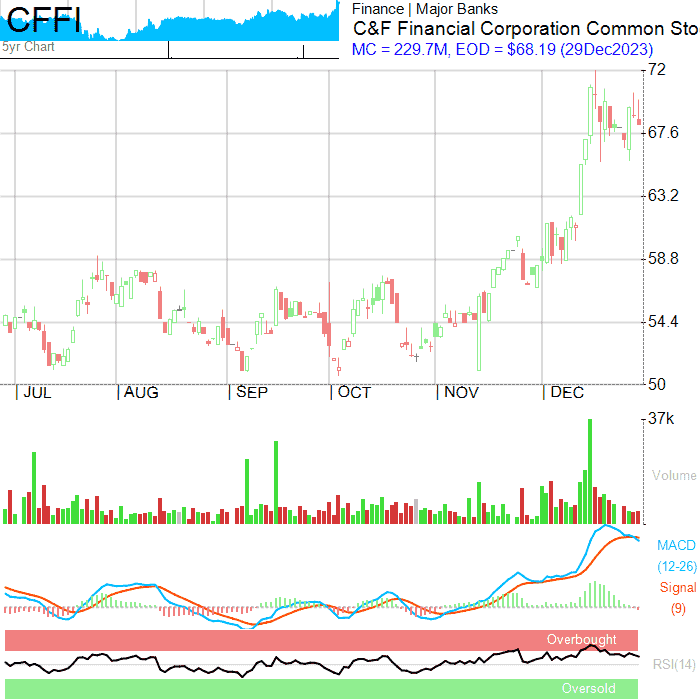 CFFI
5yr Chart
Finance | Major Banks
C&F Financial Corporation Common Sto
MC = 229.7M, EOD = $68.19 (29Dec2023)
72
67.6
63.2
58.8
54.4
50
JUL AUG SEP OCT NOV DEC
37k
Volume
MACD
(12-26)
Signal
(9)
Overbought
RSI(14)
Oversold